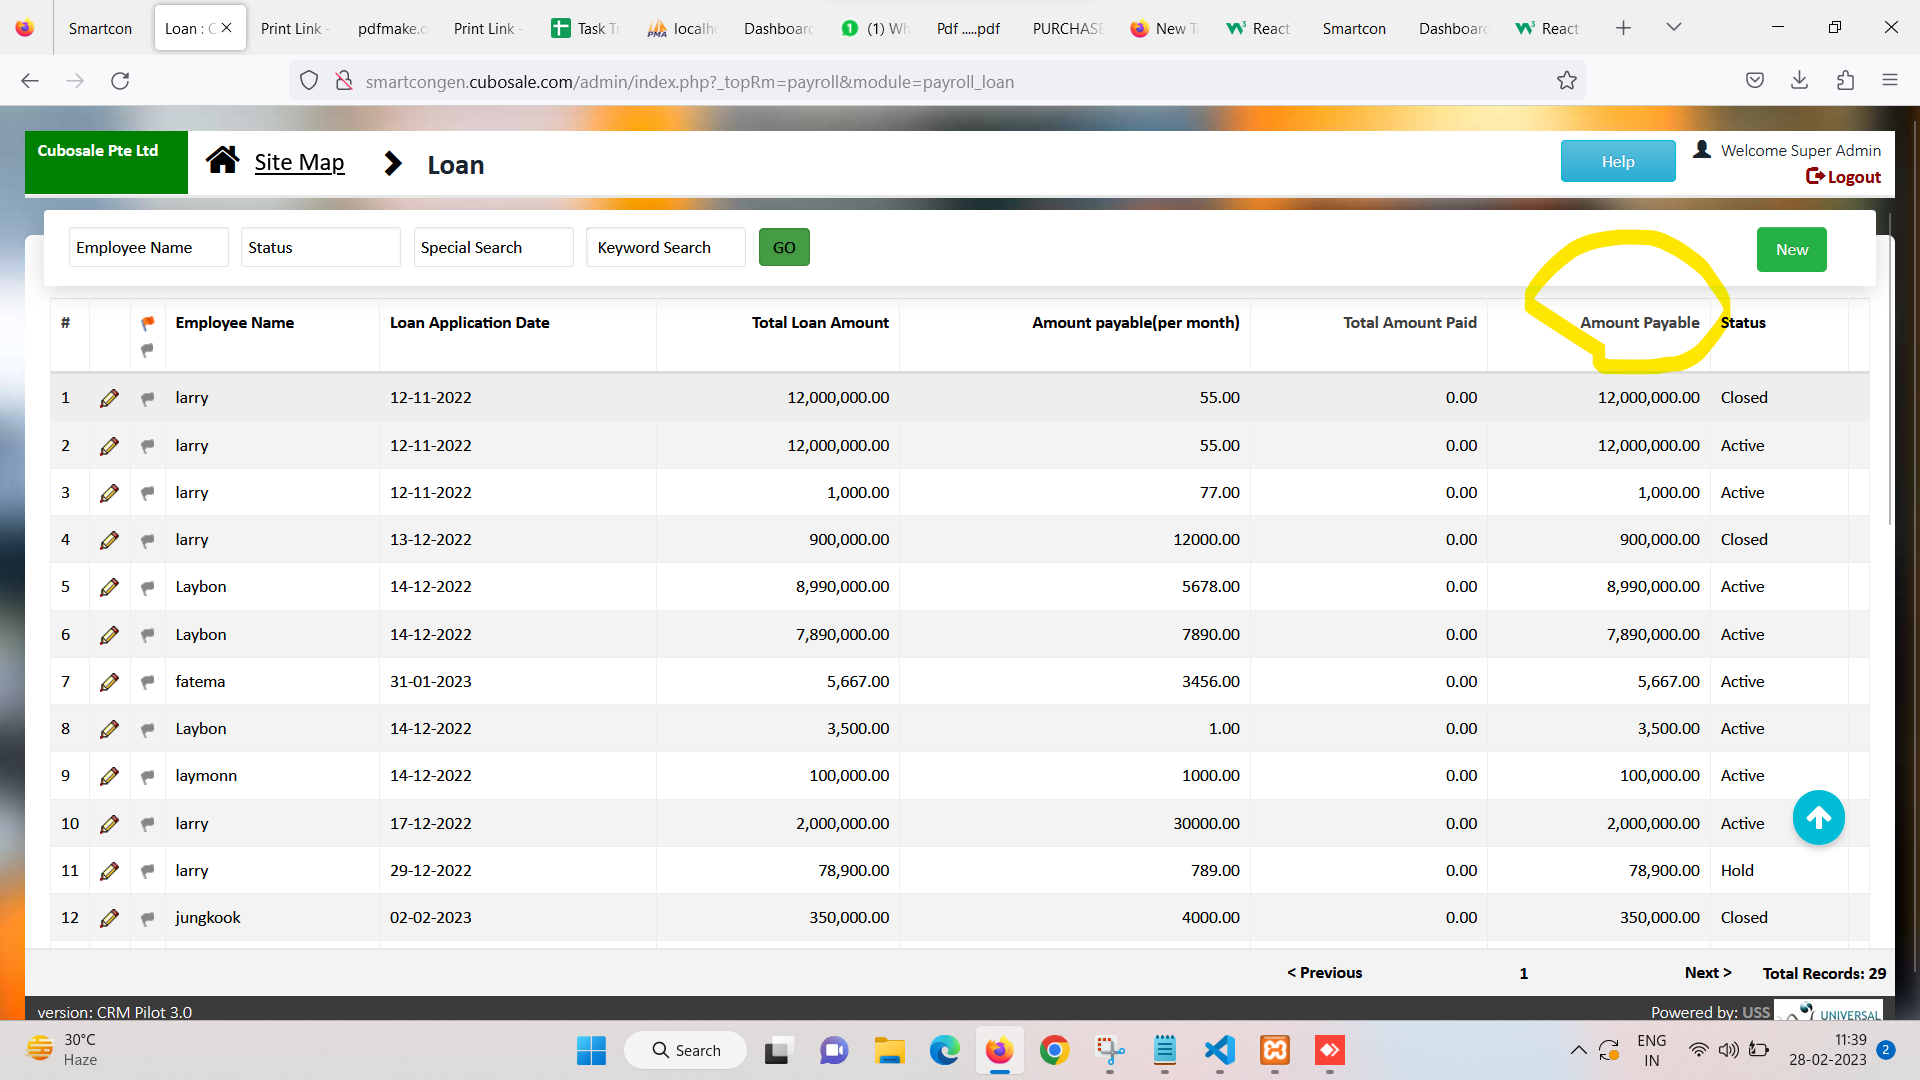 Smartcon
Loan : C
Print Link -
pdfmake.o
Print Link -
Task Tr
localho
Dashboard
(1) Wh
Pdf .....pdf
PURCHASE
New Ta
React
Smartcon
Dashboard
React
smartcongen.cubosale.com/admin/index.php?_topRm=payroll&module=payroll_loan
Cubosale Pte Ltd
Site Map
Loan
Help
Welcome Super Admin
Logout
Employee Name
Status
Special Search
Keyword Search
GO
New
# Employee Name Loan Application Date Total Loan Amount Amount payable(per month) Total Amount Paid Amount Payable Status
1 larry 12-11-2022 12,000,000.00 55.00 0.00 12,000,000.00 Closed
2 larry 12-11-2022 12,000,000.00 55.00 0.00 12,000,000.00 Active
3 larry 12-11-2022 1,000.00 77.00 0.00 1,000.00 Active
4 larry 13-12-2022 900,000.00 12000.00 0.00 900,000.00 Closed
5 Laybon 14-12-2022 8,990,000.00 5678.00 0.00 8,990,000.00 Active
6 Laybon 14-12-2022 7,890,000.00 7890.00 0.00 7,890,000.00 Active
7 fatema 31-01-2023 5,667.00 3456.00 0.00 5,667.00 Active
8 Laybon 14-12-2022 3,500.00 1.00 0.00 3,500.00 Active
9 laymonn 14-12-2022 100,000.00 1000.00 0.00 100,000.00 Active
10 larry 17-12-2022 2,000,000.00 30000.00 0.00 2,000,000.00 Active
11 larry 29-12-2022 78,900.00 789.00 0.00 78,900.00 Hold
12 jungkook 02-02-2023 350,000.00 4000.00 0.00 350,000.00 Closed
< Previous 1 Next > Total Records: 29
version: CRM Pilot 3.0
Powered by: USS
UNIVERSAL
30°C
Haze
Search
ENG
IN
11:39
28-02-2023
2